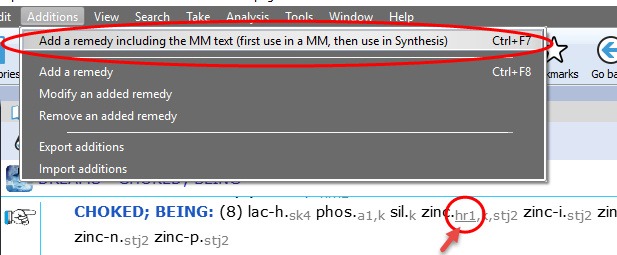 dit Additions View Search Take Analysis Tools Window Help
Add a remedy including the MM text (first use in a MM, then use in Synthesis) Ctrl+F7
ories
kmarks Go ba
Add a remedy Ctrl+F8
Modify an added remedy
Remove an added remedy
Export additions
Import additions
DREAMS - CHOKED; BEING
CHOKED; BEING: (8) lac-h.sk4 phos.a1,k sil.k zinc.hr1,k,stj2 zinc-i.stj2 zin
zinc-n.stj2 zinc-p.stj2